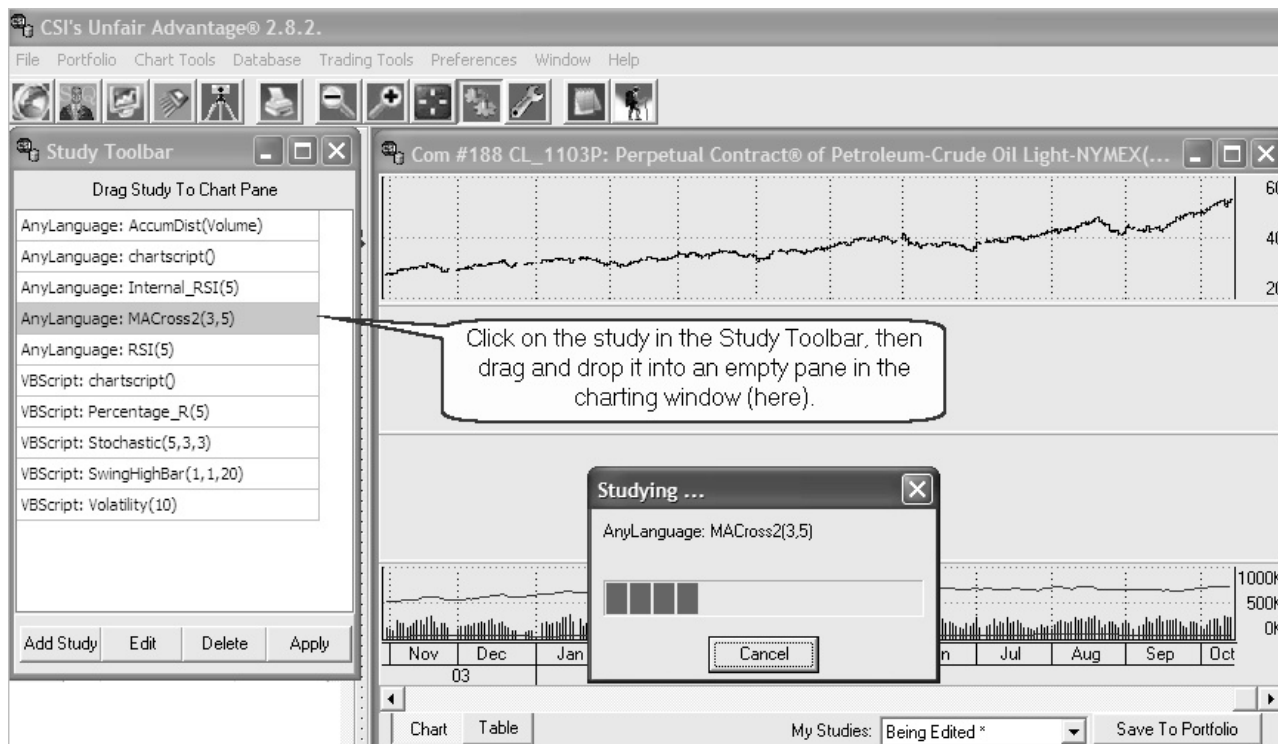 CSI's Unfair Advantage® 2.8.2.
File Portfolio Chart Tools Database Trading Tools Preferences Window Help
Study Toolbar
Drag Study To Chart Pane
AnyLanguage: AccumDist(Volume)
AnyLanguage: chartscript()
AnyLanguage: Internal_RSI(5)
AnyLanguage: MACross2(3,5)
AnyLanguage: RSI(5)
VBScript: chartscript()
VBScript: Percentage_R(5)
VBScript: Stochastic(5,3,3)
VBScript: SwingHighBar(1,1,20)
VBScript: Volatility(10)
Add Study Edit Delete Apply
Com #188 CL_1103P: Perpetual Contract® of Petroleum-Crude Oil Light-NYMEX(...
60
40
20
Click on the study in the Study Toolbar, then
drag and drop it into an empty pane in the
charting window (here).
Studying ...
AnyLanguage: MACross2(3,5)
Cancel
1000K
500K
0K
Nov Dec Jan n Jul Aug Sep Oct
03
Chart Table My Studies: Being Edited * Save To Portfolio